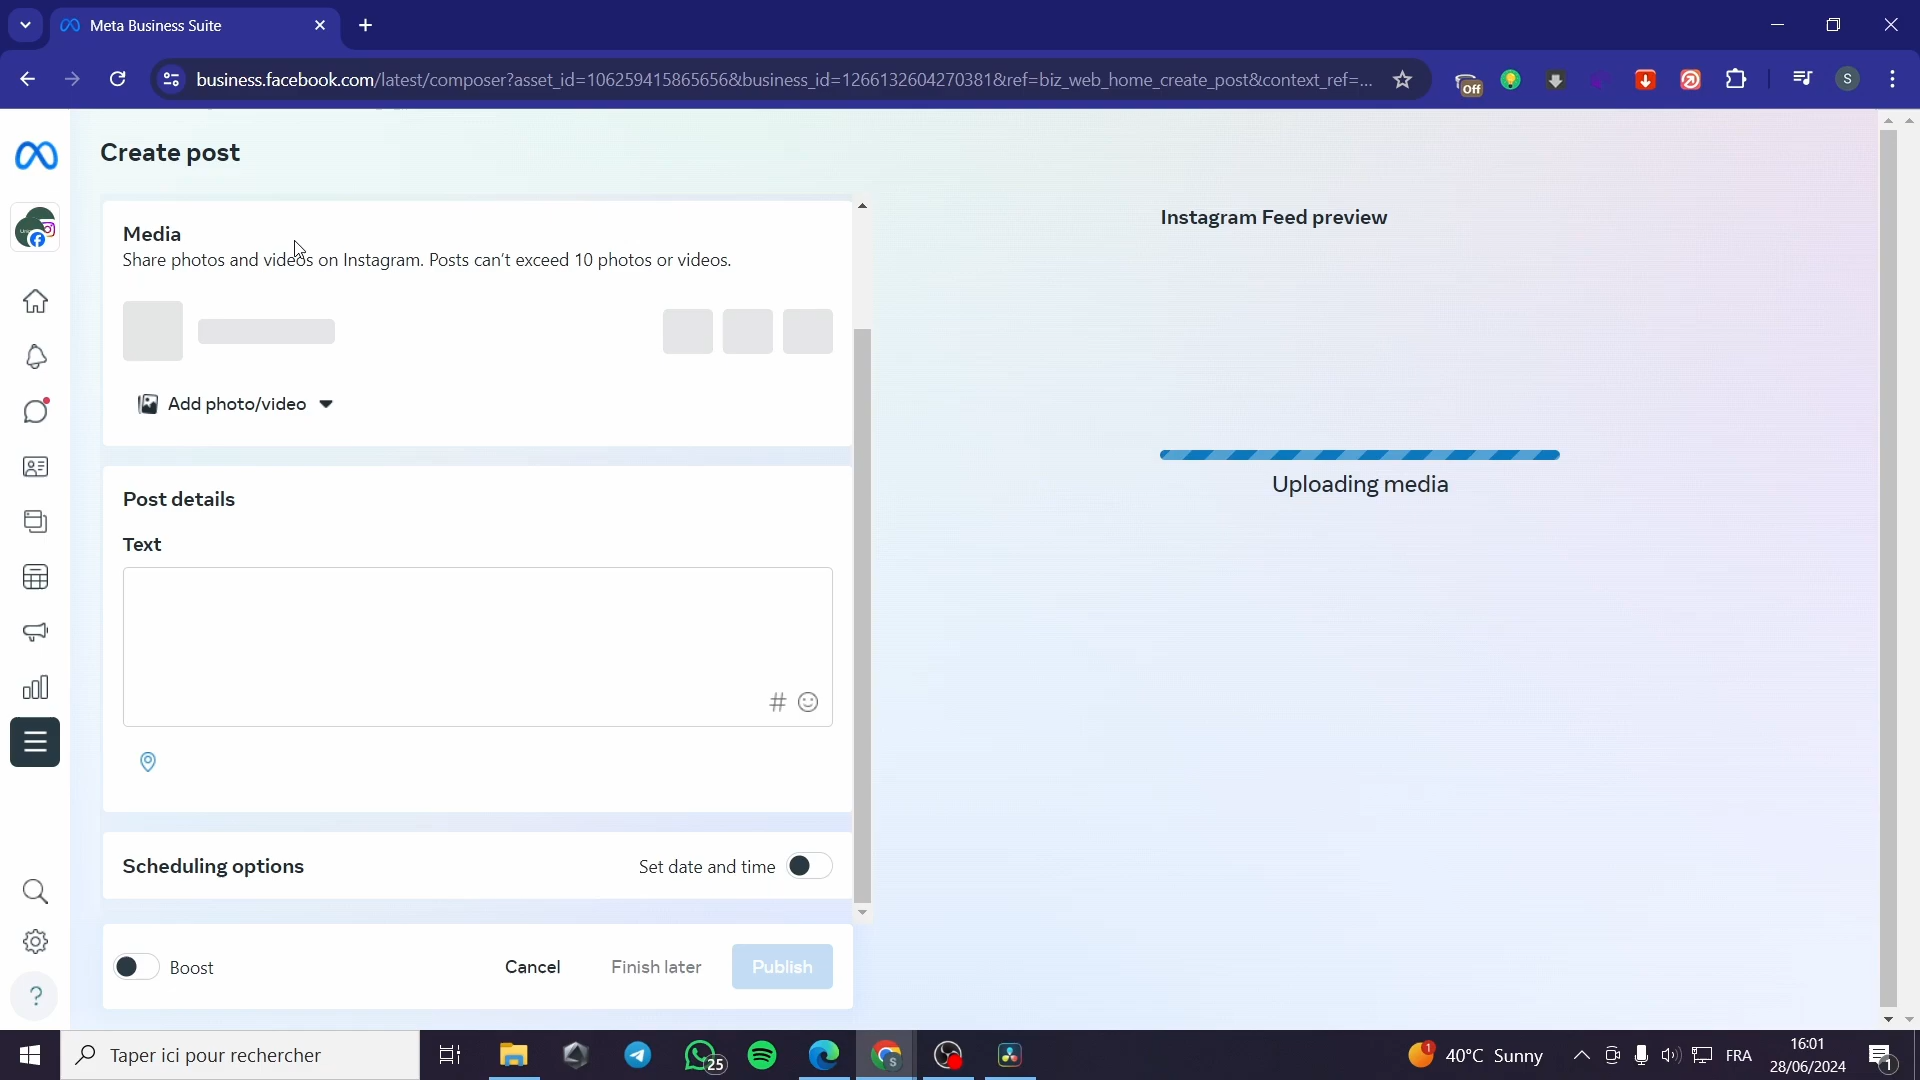 Meta Business Suite
business.facebook.com/latest/composer?asset_id=106259415865656&business_id=1266132604270381&ref=biz_web_home_create_post&context_ref=...
Off
S
Create post
Media
Share photos and videos on Instagram. Posts can't exceed 10 photos or videos.
Add photo/video
Instagram Feed preview
Uploading media
Post details
Text
#
Scheduling options
Set date and time
Boost
Cancel
Finish later
Publish
?
Taper ici pour rechercher
25
S
1
40°C Sunny
FRA
16:01
28/06/2024
1